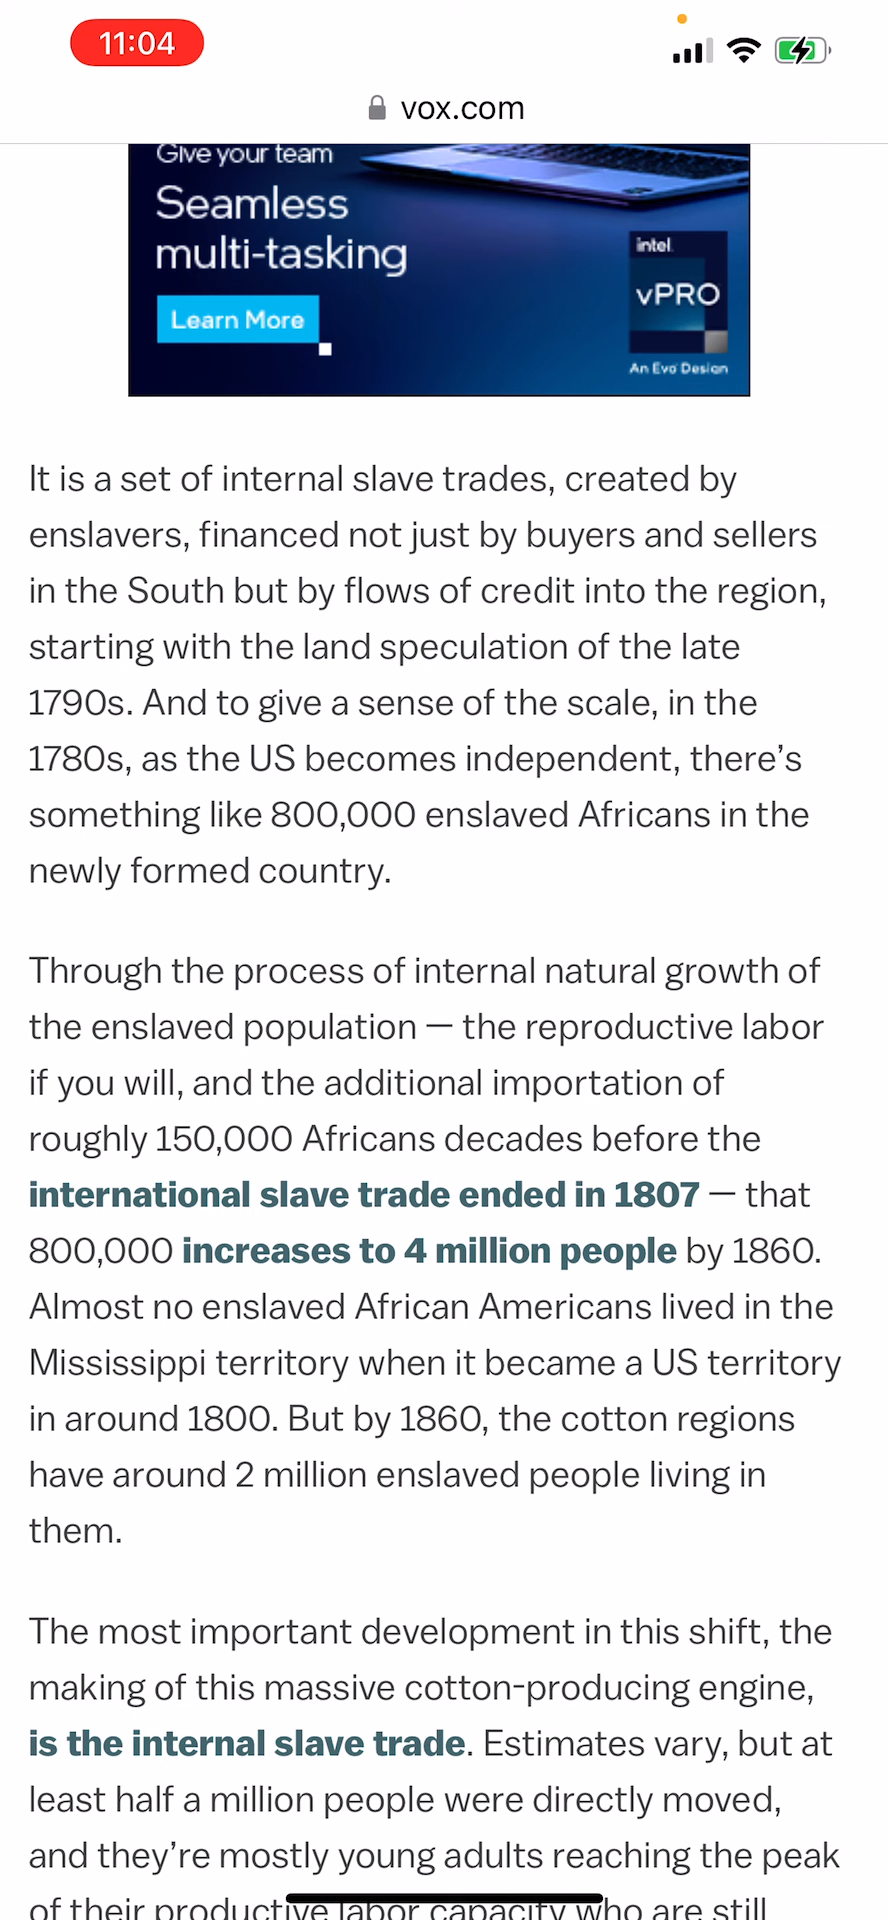 11:04
vox.com
Give your team
Seamless
multi-tasking
Learn More
intel.
vPRO
An Evo Design
It is a set of internal slave trades, created by
enslavers, financed not just by buyers and sellers
in the South but by flows of credit into the region,
starting with the land speculation of the late
1790s. And to give a sense of the scale, in the
1780s, as the US becomes independent, there’s
something like 800,000 enslaved Africans in the
newly formed country.
Through the process of internal natural growth of
the enslaved population — the reproductive labor
if you will, and the additional importation of
roughly 150,000 Africans decades before the
international slave trade ended in 1807 — that
800,000 increases to 4 million people by 1860.
Almost no enslaved African Americans lived in the
Mississippi territory when it became a US territory
in around 1800. But by 1860, the cotton regions
have around 2 million enslaved people living in
them.
The most important development in this shift, the
making of this massive cotton-producing engine,
is the internal slave trade. Estimates vary, but at
least half a million people were directly moved,
and they’re mostly young adults reaching the peak
of their productive labor capacity who are still